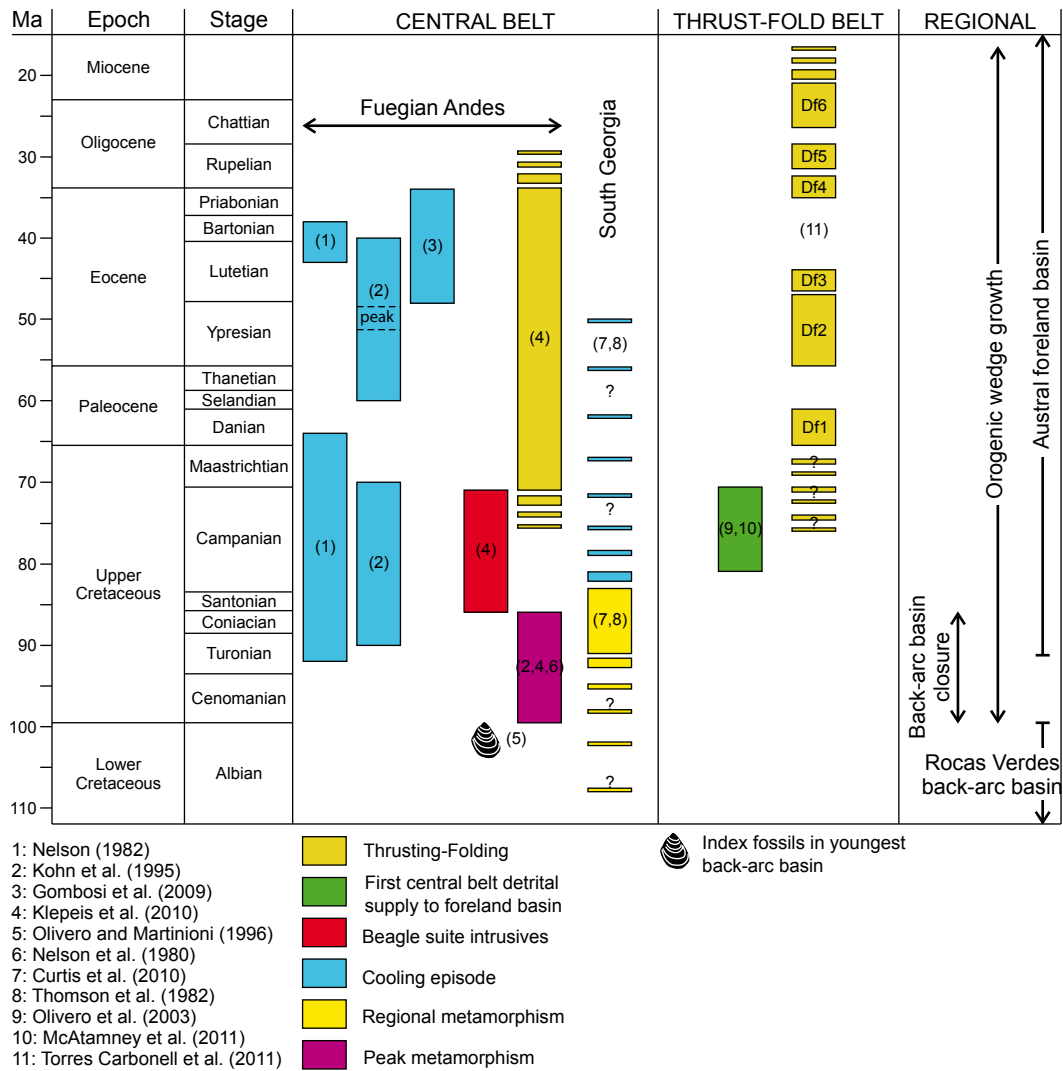 Ma
Epoch
Stage
CENTRAL BELT
THRUST-FOLD BELT
REGIONAL
20
30
40
50
60
70
80
90
100
110
Miocene
Oligocene
Eocene
Paleocene
Upper
Cretaceous
Lower
Cretaceous
Chattian
Rupelian
Priabonian
Bartonian
Lutetian
Ypresian
Thanetian
Selandian
Danian
Maastrichtian
Campanian
Santonian
Coniacian
Turonian
Cenomanian
Albian
Fuegian Andes
South Georgia
(1)
(2)
peak
(3)
(4)
(7,8)
?
?
(1)
(2)
(4)
(2,4,6)
(7,8)
?
(5)
?
Df6
Df5
Df4
(11)
Df3
Df2
Df1
?
?
?
(9,10)
Orogenic wedge growth
Austral foreland basin
Back-arc basin
closure
Rocas Verdes
back-arc basin
1: Nelson (1982)
2: Kohn et al. (1995)
3: Gombosi et al. (2009)
4: Klepeis et al. (2010)
5: Olivero and Martinioni (1996)
6: Nelson et al. (1980)
7: Curtis et al. (2010)
8: Thomson et al. (1982)
9: Olivero et al. (2003)
10: McAtamney et al. (2011)
11: Torres Carbonell et al. (2011)
Thrusting-Folding
First central belt detrital
supply to foreland basin
Beagle suite intrusives
Cooling episode
Regional metamorphism
Peak metamorphism
Index fossils in youngest
back-arc basin